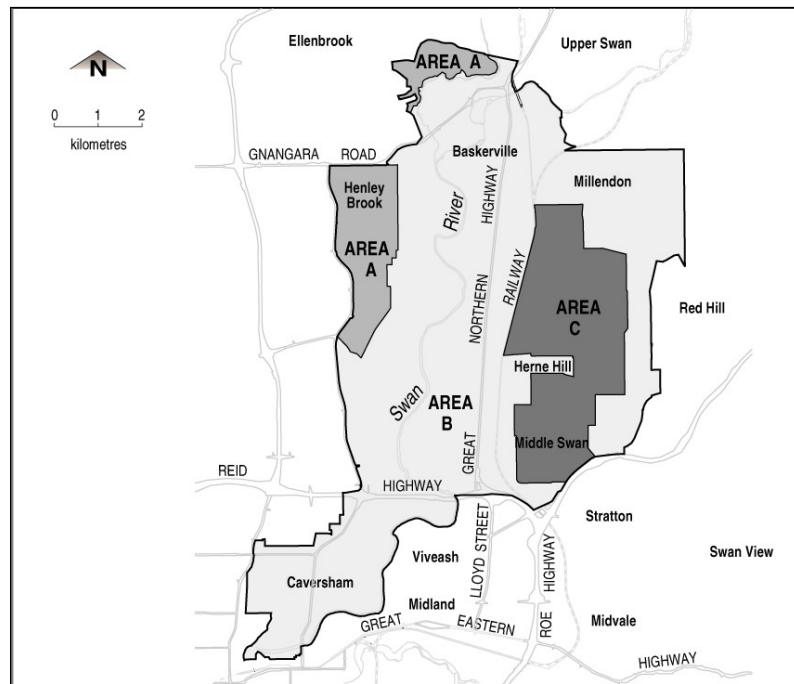 Ellenbrook
Upper Swan
AREA A
N
0 1 2
kilometres
GNANGARA ROAD
Baskerville
Millendon
Henley
Brook
AREA
A
River
HIGHWAY
NORTHERN
GREAT
RAILWAY
AREA
C
Red Hill
Herne Hill
Swan
AREA
B
Middle Swan
REID HIGHWAY
Stratton
Swan View
LLOYD STREET
Viveash
ROE HIGHWAY
Caversham
Midland
Midvale
GREAT EASTERN HIGHWAY